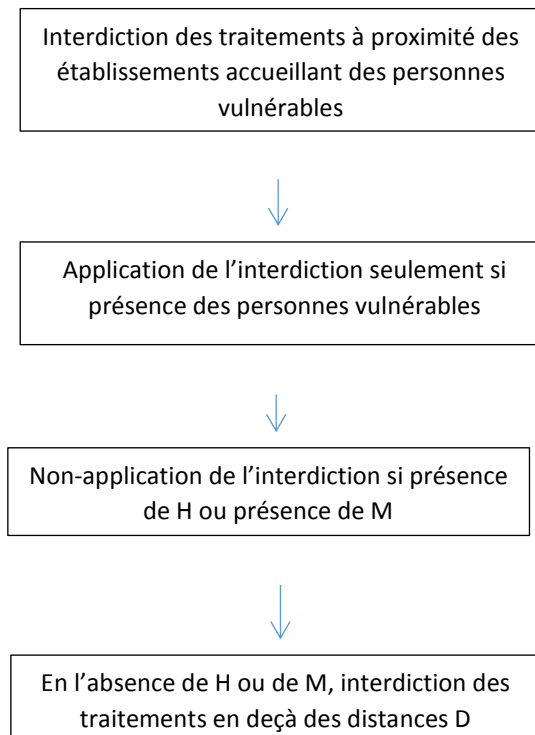 Interdiction des traitements à proximité des
établissements accueillant des personnes
vulnérables
Application de l’interdiction seulement si
présence des personnes vulnérables
Non-application de l’interdiction si présence
de H ou présence de M
En l’absence de H ou de M, interdiction des
traitements en deçà des distances D